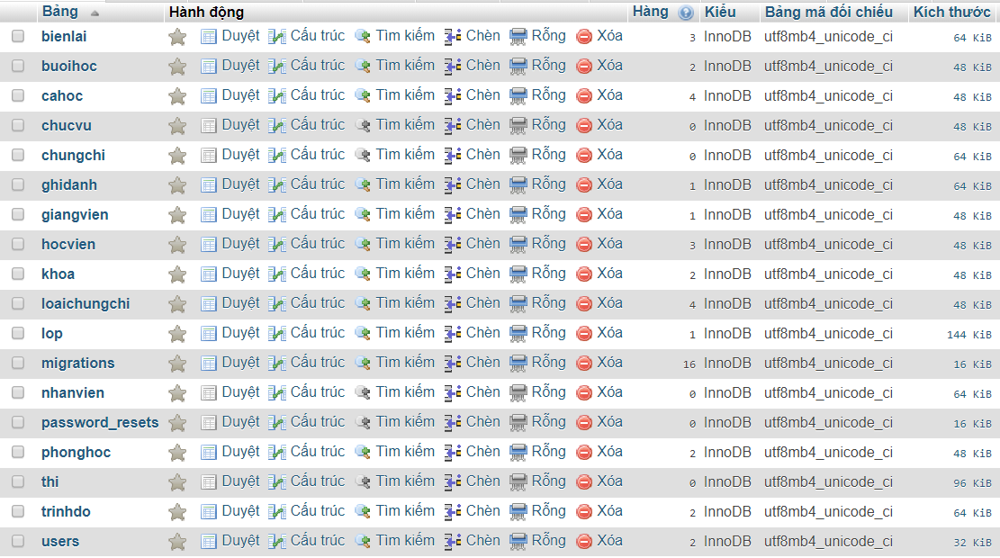 Bảng Hành động Hàng Kiểu Bảng mã đối chiếu Kích thước
bienlai Duyệt Cấu trúc Tìm kiếm Chèn Rỗng Xóa 3 InnoDB utf8mb4_unicode_ci 64 KiB
buoihoc Duyệt Cấu trúc Tìm kiếm Chèn Rỗng Xóa 2 InnoDB utf8mb4_unicode_ci 48 KiB
cahoc Duyệt Cấu trúc Tìm kiếm Chèn Rỗng Xóa 4 InnoDB utf8mb4_unicode_ci 48 KiB
chucvu Duyệt Cấu trúc Tìm kiếm Chèn Rỗng Xóa 0 InnoDB utf8mb4_unicode_ci 48 KiB
chungchi Duyệt Cấu trúc Tìm kiếm Chèn Rỗng Xóa 0 InnoDB utf8mb4_unicode_ci 64 KiB
ghidanh Duyệt Cấu trúc Tìm kiếm Chèn Rỗng Xóa 1 InnoDB utf8mb4_unicode_ci 64 KiB
giangvien Duyệt Cấu trúc Tìm kiếm Chèn Rỗng Xóa 1 InnoDB utf8mb4_unicode_ci 48 KiB
hocvien Duyệt Cấu trúc Tìm kiếm Chèn Rỗng Xóa 3 InnoDB utf8mb4_unicode_ci 48 KiB
khoa Duyệt Cấu trúc Tìm kiếm Chèn Rỗng Xóa 2 InnoDB utf8mb4_unicode_ci 48 KiB
loaichungchi Duyệt Cấu trúc Tìm kiếm Chèn Rỗng Xóa 4 InnoDB utf8mb4_unicode_ci 48 KiB
lop Duyệt Cấu trúc Tìm kiếm Chèn Rỗng Xóa 1 InnoDB utf8mb4_unicode_ci 144 KiB
migrations Duyệt Cấu trúc Tìm kiếm Chèn Rỗng Xóa 16 InnoDB utf8mb4_unicode_ci 16 KiB
nhanvien Duyệt Cấu trúc Tìm kiếm Chèn Rỗng Xóa 0 InnoDB utf8mb4_unicode_ci 64 KiB
password_resets Duyệt Cấu trúc Tìm kiếm Chèn Rỗng Xóa 0 InnoDB utf8mb4_unicode_ci 16 KiB
phonghoc Duyệt Cấu trúc Tìm kiếm Chèn Rỗng Xóa 2 InnoDB utf8mb4_unicode_ci 48 KiB
thi Duyệt Cấu trúc Tìm kiếm Chèn Rỗng Xóa 0 InnoDB utf8mb4_unicode_ci 96 KiB
trinhdo Duyệt Cấu trúc Tìm kiếm Chèn Rỗng Xóa 2 InnoDB utf8mb4_unicode_ci 64 KiB
users Duyệt Cấu trúc Tìm kiếm Chèn Rỗng Xóa 2 InnoDB utf8mb4_unicode_ci 32 KiB